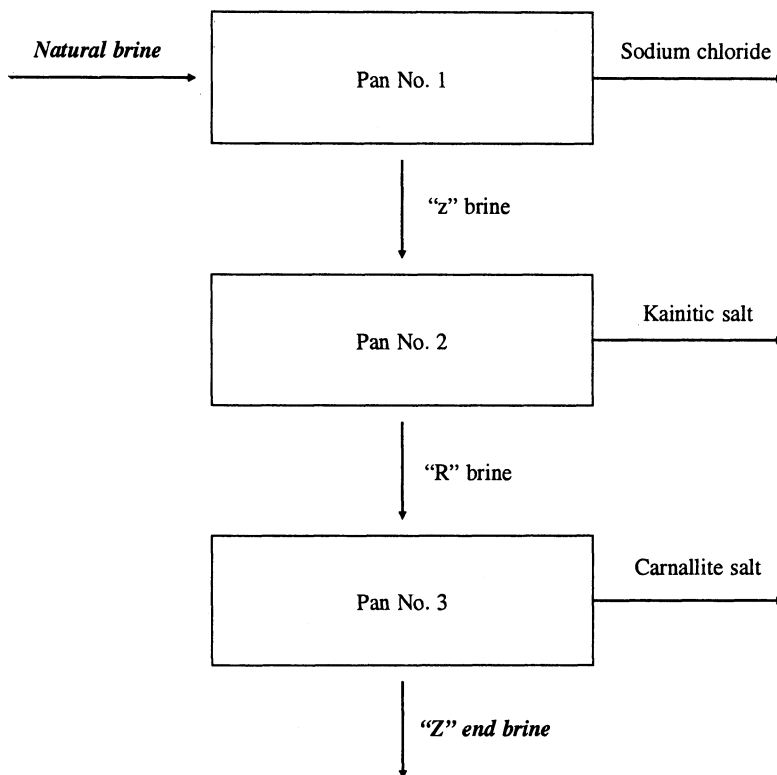 Natural brine
Pan No. 1
Sodium chloride
“z” brine
Pan No. 2
Kainitic salt
“R” brine
Pan No. 3
Carnallite salt
“Z” end brine